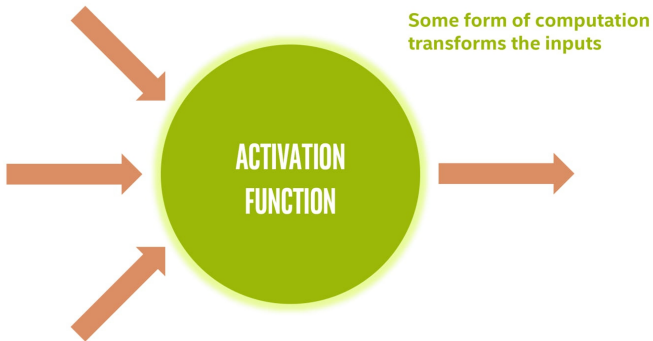 Some form of computation
transforms the inputs
ACTIVATION
FUNCTION